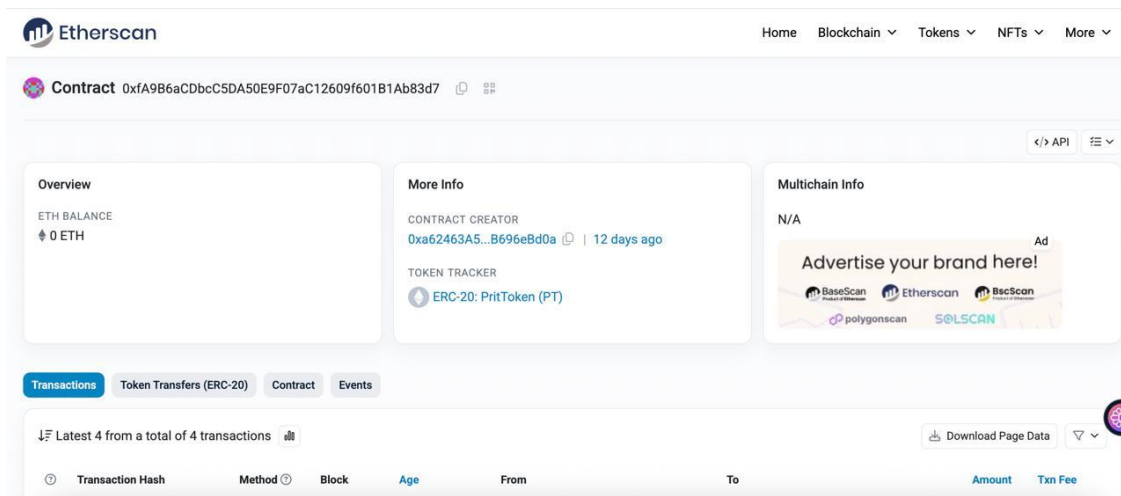 Etherscan
Home Blockchain Tokens NFTs More
Contract 0xfA9B6aCDbcC5DA50E9F07aC12609f601B1Ab83d7
</> API
Overview
ETH BALANCE
0 ETH
More Info
CONTRACT CREATOR
0xa62463A5...B696eBd0a | 12 days ago
TOKEN TRACKER
ERC-20: PritToken (PT)
Multichain Info
N/A
Ad
Advertise your brand here!
BaseScan Etherscan BscScan
polygonscan SOLSCAN
Transactions Token Transfers (ERC-20) Contract Events
Latest 4 from a total of 4 transactions
Download Page Data
Transaction Hash Method Block Age From To Amount Txn Fee